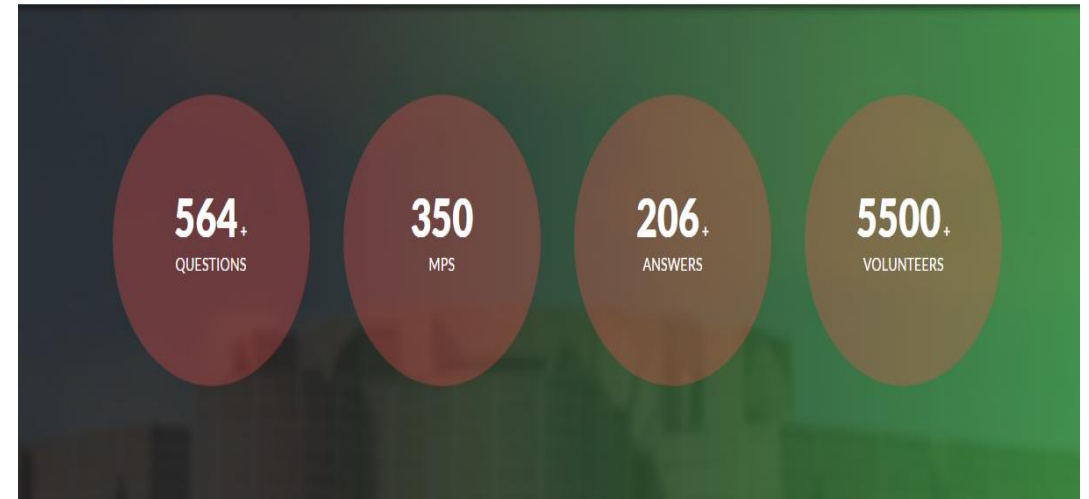 564+
QUESTIONS
350
MPS
206+
ANSWERS
5500+
VOLUNTEERS